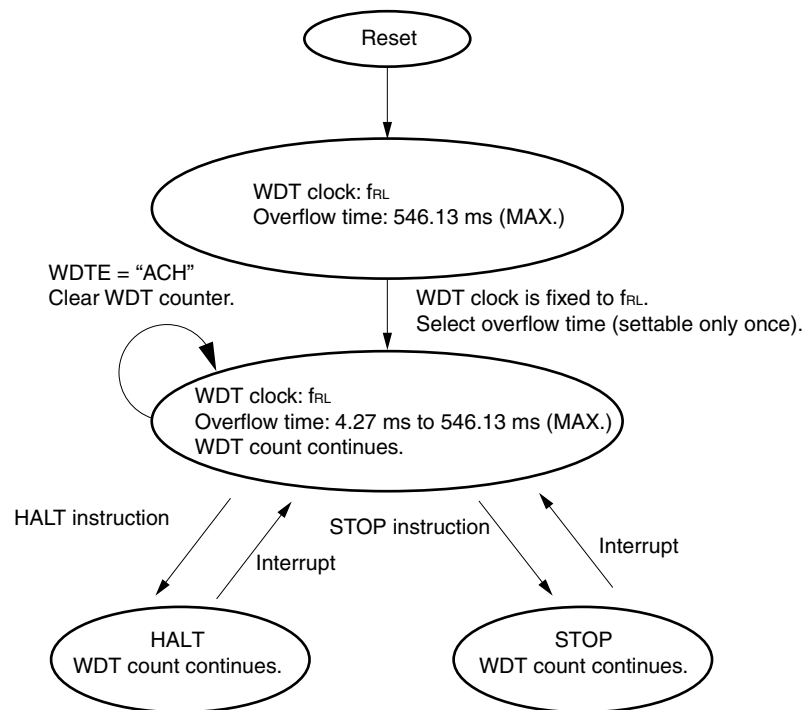 Reset
WDT clock: fRL
Overflow time: 546.13 ms (MAX.)
WDTE = “ACH”
Clear WDT counter.
WDT clock is fixed to fRL.
Select overflow time (settable only once).
WDT clock: fRL
Overflow time: 4.27 ms to 546.13 ms (MAX.)
WDT count continues.
HALT instruction
Interrupt
STOP instruction
Interrupt
HALT
WDT count continues.
STOP
WDT count continues.